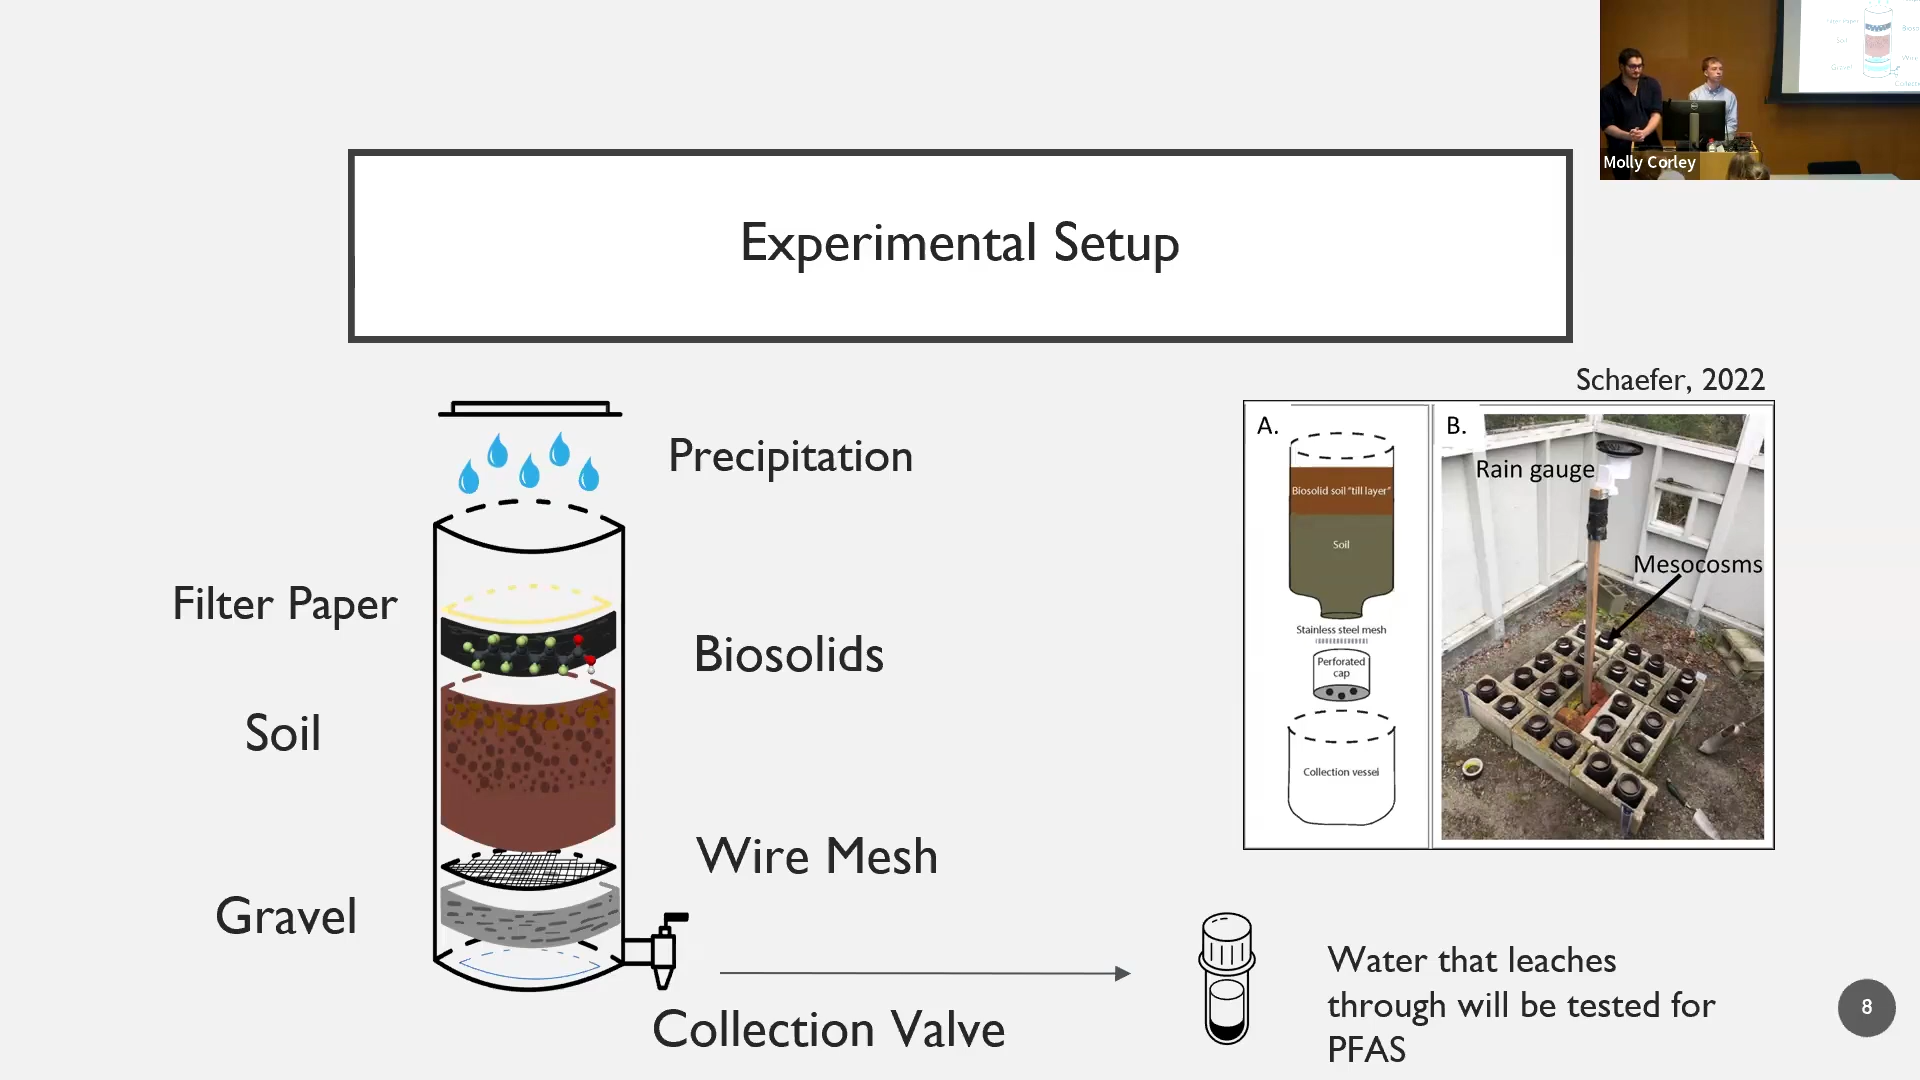 Molly Corley
Experimental Setup
Schaefer, 2022
Precipitation
Filter Paper
Biosolids
Soil
Wire Mesh
Gravel
Collection Valve
A.
Biosolid soil "till layer"
Soil
Stainless steel mesh
Perforated
cap
Collection vessel
B.
Rain gauge
Mesocosms
Water that leaches
through will be tested for
PFAS
8